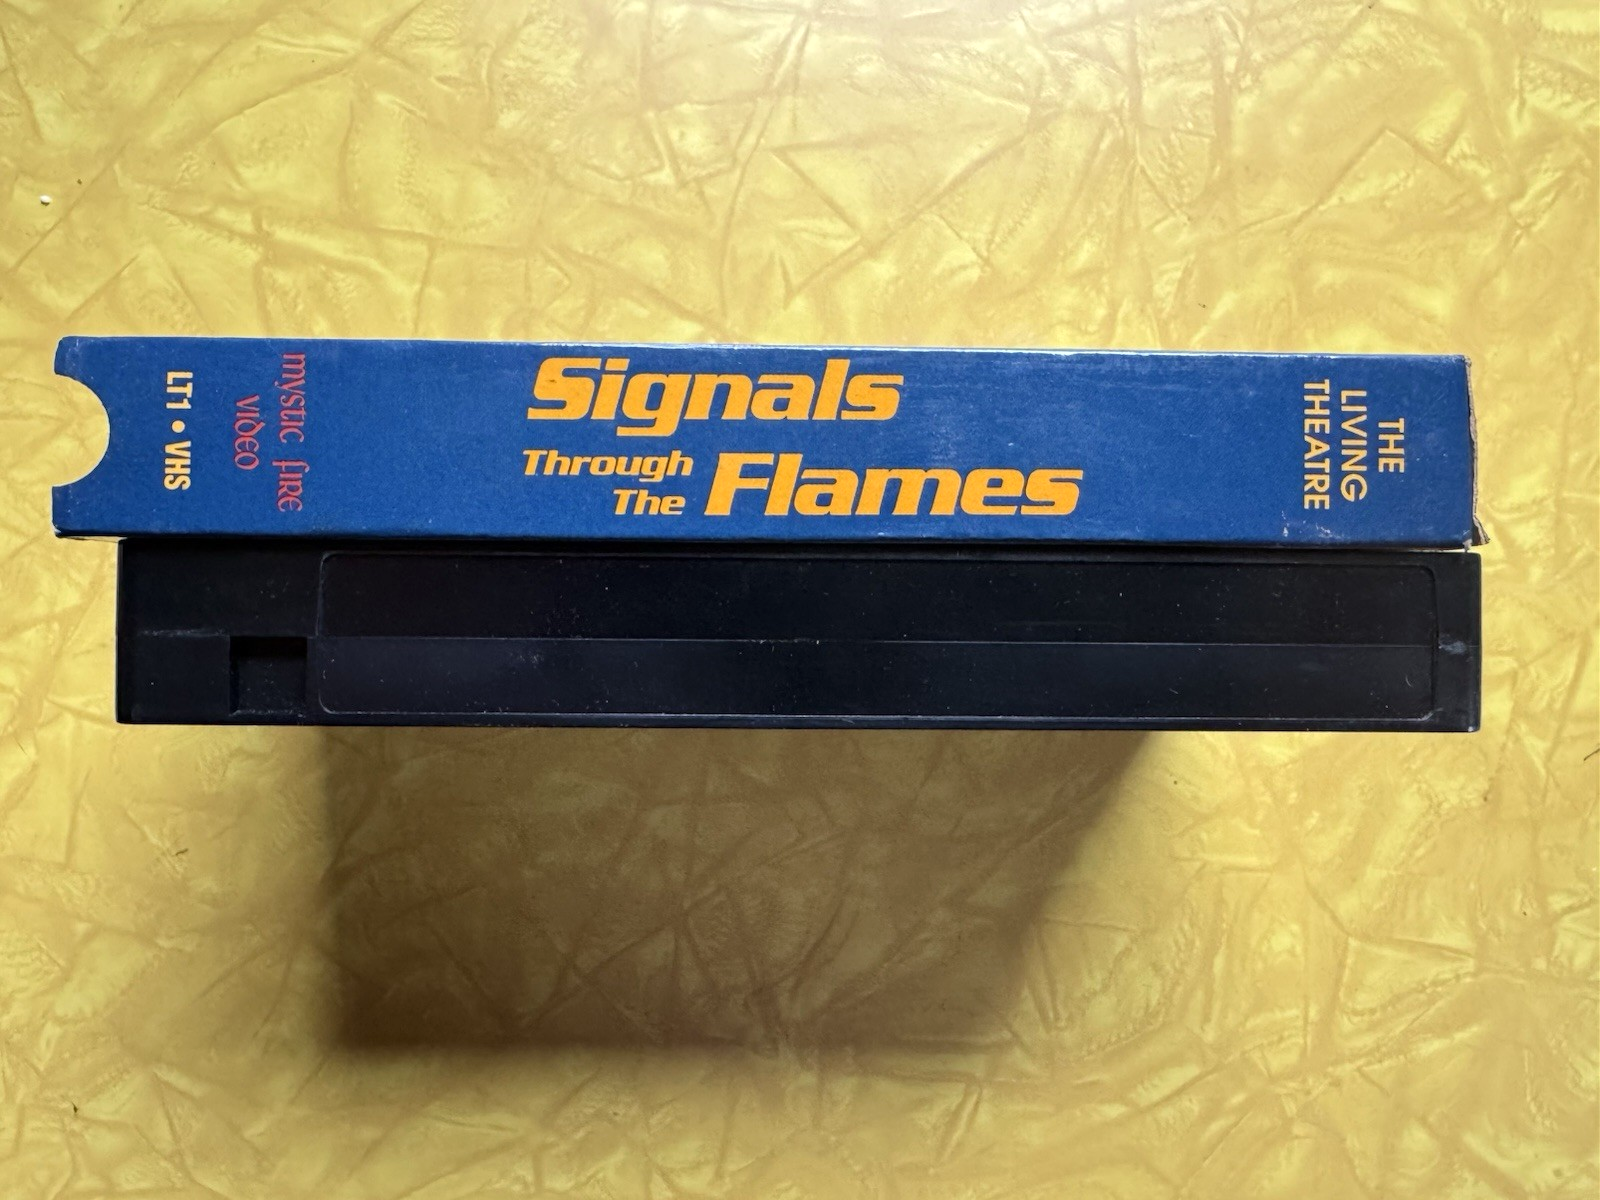 mystic fire
video
LT1 • VHS
Signals
Through
The Flames
THE
LIVING
THEATRE